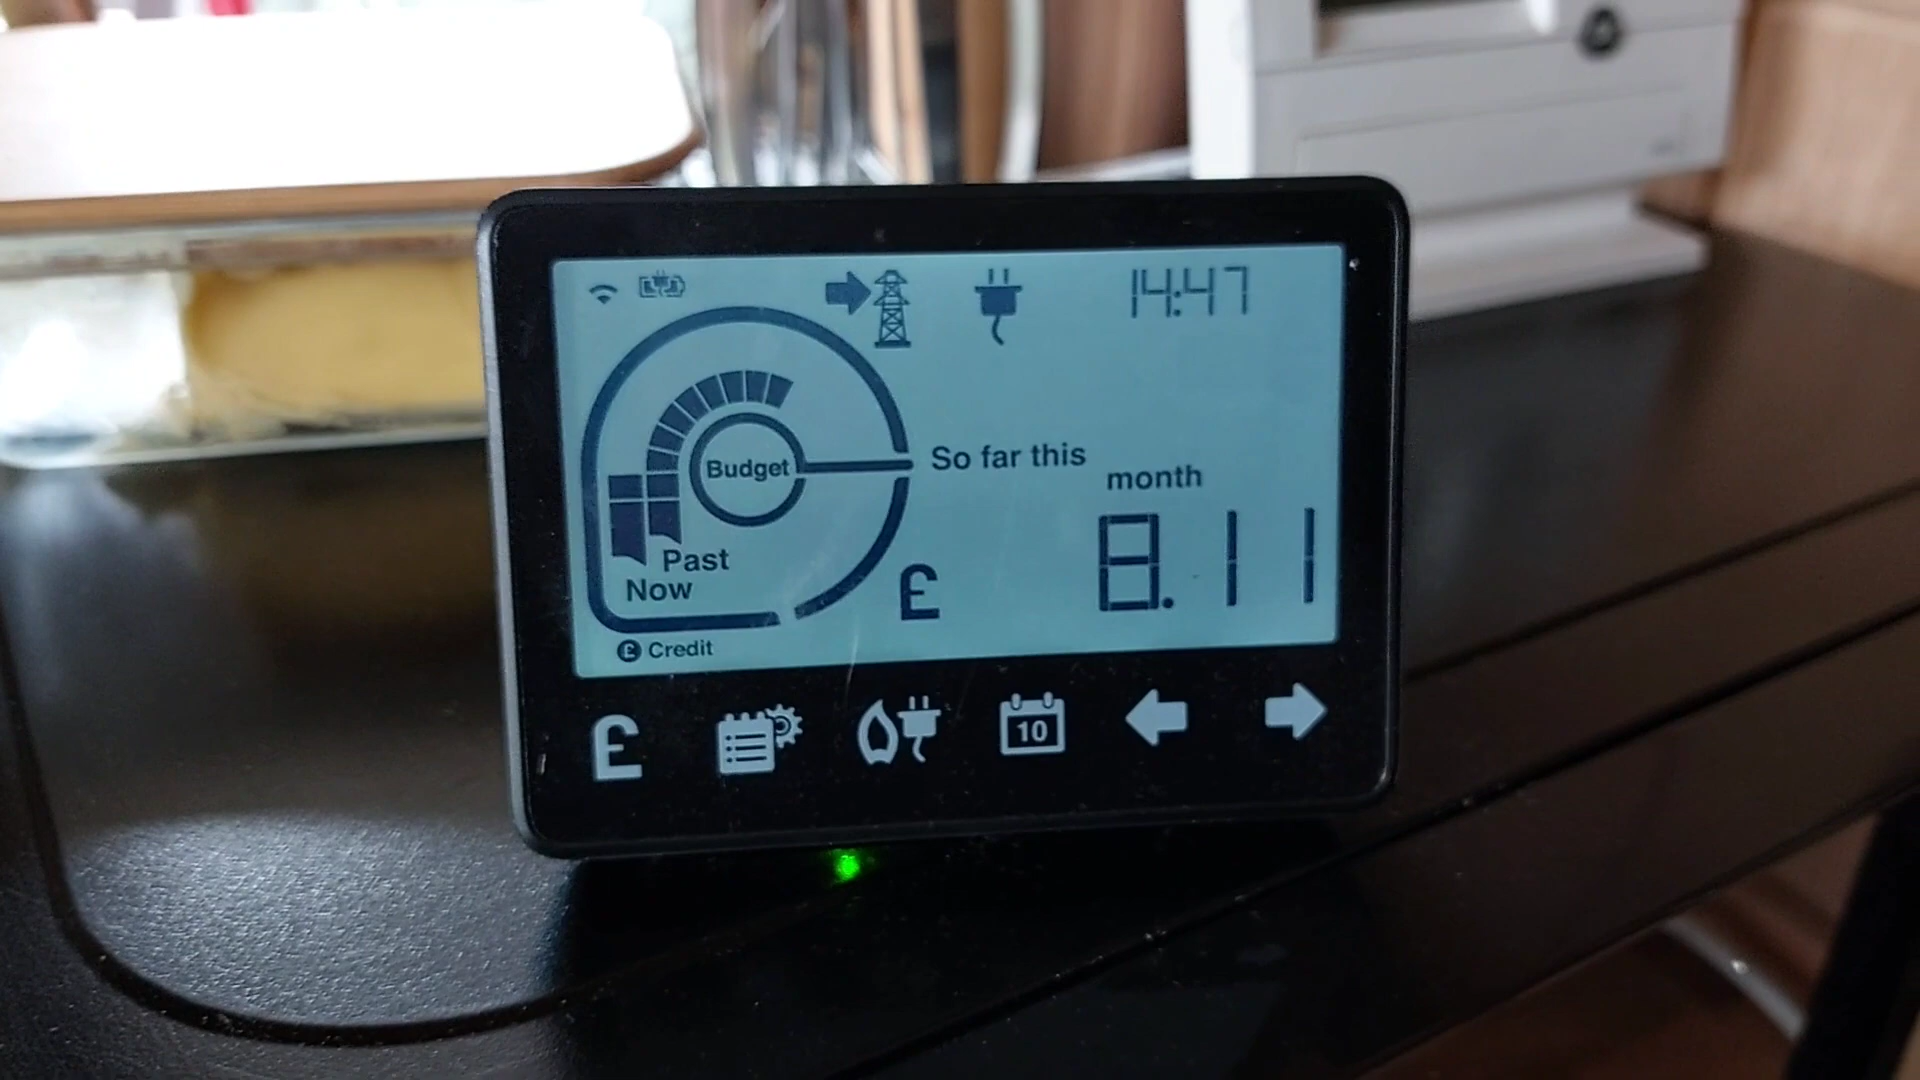 14:47
Budget
So far this
month
Past
Now
£ 8.11
£ Credit
£
10